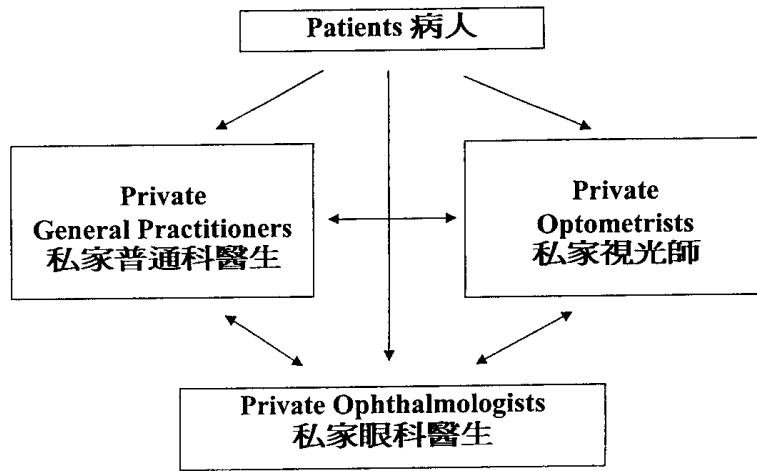 Patients 病人
Private
General Practitioners
私家普通科醫生
Private
Optometrists
私家視光師
Private Ophthalmologists
私家眼科醫生